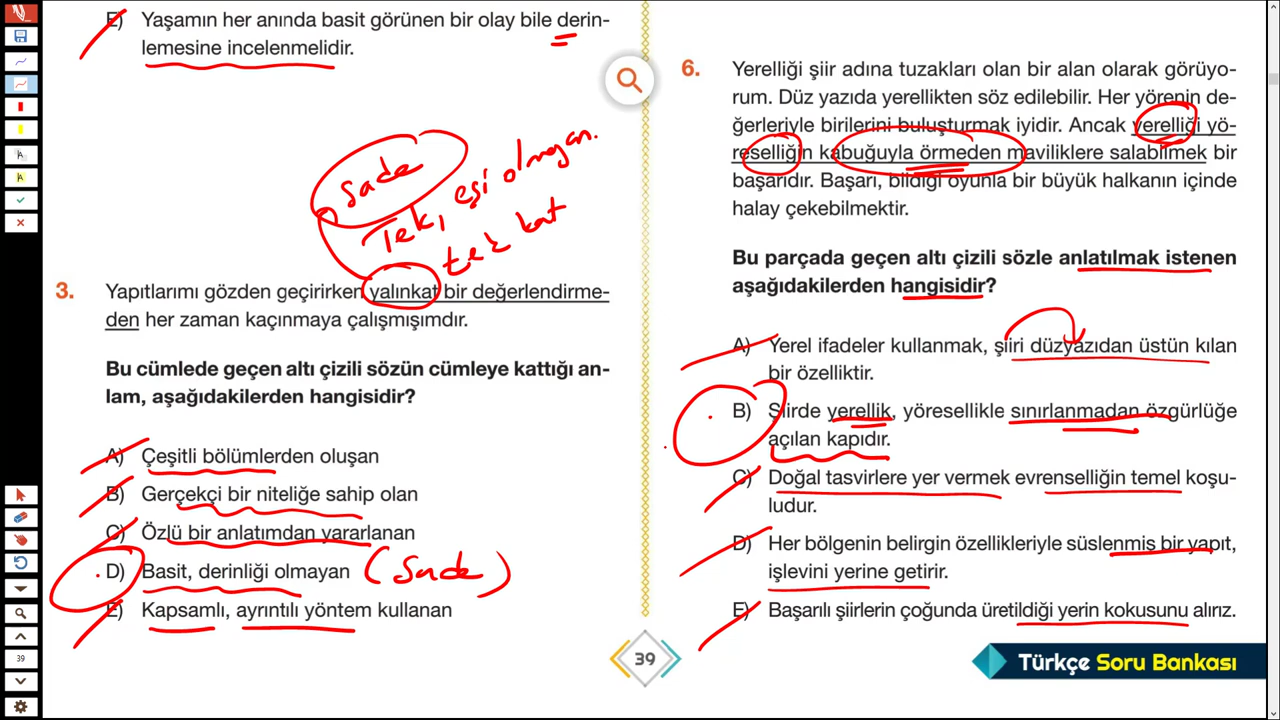 E) Yaşamın her anında basit görünen bir olay bile derin-
lemesine incelenmelidir.
sade
Tek, eşi olmayan.
tek kat
3. Yapıtlarımı gözden geçirirken yalınkat bir değerlendirme-
den her zaman kaçınmaya çalışmışımdır.
Bu cümlede geçen altı çizili sözün cümleye kattığı an-
lam, aşağıdakilerden hangisidir?
A) Çeşitli bölümlerden oluşan
B) Gerçekçi bir niteliğe sahip olan
C) Özlü bir anlatımdan yararlanan
D) Basit, derinliği olmayan (sade)
E) Kapsamlı, ayrıntılı yöntem kullanan
6. Yerelliği şiir adına tuzakları olan bir alan olarak görüyo-
rum. Düz yazıda yerellikten söz edilebilir. Her yörenin de-
ğerleriyle birilerini buluşturmak iyidir. Ancak yerelliği yö-
reselliğin kabuğuyla örmeden maviliklere salabilmek bir
başarıdır. Başarı, bildiği oyunla bir büyük halkanın içinde
halay çekebilmektir.
Bu parçada geçen altı çizili sözle anlatılmak istenen
aşağıdakilerden hangisidir?
A) Yerel ifadeler kullanmak, şiiri düzyazıdan üstün kılan
bir özelliktir.
B) Şiirde yerellik, yöresellikle sınırlanmadan özgürlüğe
açılan kapıdır.
C) Doğal tasvirlere yer vermek evrenselliğin temel koşu-
ludur.
D) Her bölgenin belirgin özellikleriyle süslenmiş bir yapıt,
işlevini yerine getirir.
E) Başarılı şiirlerin çoğunda üretildiği yerin kokusunu alırız.
39
Türkçe Soru Bankası
39